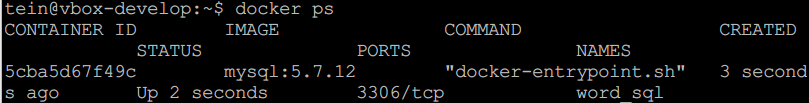 tein@vbox-develop:~$ docker ps
CONTAINER ID IMAGE COMMAND CREATED
STATUS PORTS NAMES
5cba5d67f49c mysql:5.7.12 "docker-entrypoint.sh" 3 second
s ago Up 2 seconds 3306/tcp word_sql